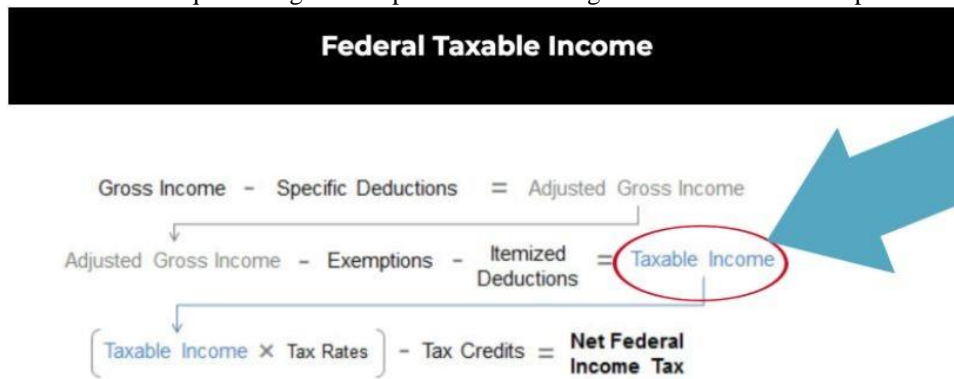 Federal Taxable Income
Gross Income - Specific Deductions = Adjusted Gross Income
Adjusted Gross Income - Exemptions - Itemized Deductions = Taxable Income
(Taxable Income × Tax Rates) - Tax Credits = Net Federal Income Tax